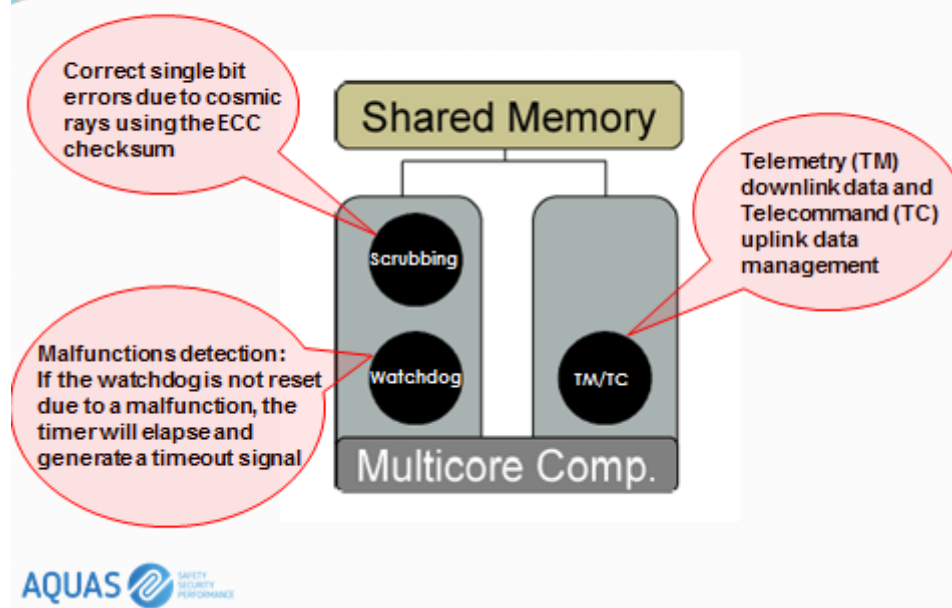 Correct single bit
errors due to cosmic
rays using the ECC
checksum
Shared Memory
Telemetry (TM)
downlink data and
Telecommand (TC)
uplink data
management
Scrubbing
Malfunctions detection:
If the watchdog is not reset
due to a malfunction, the
timer will elapse and
generate a timeout signal
Watchdog
TM/TC
Multicore Comp.
AQUAS
SAFETY
SECURITY
PERFORMANCE